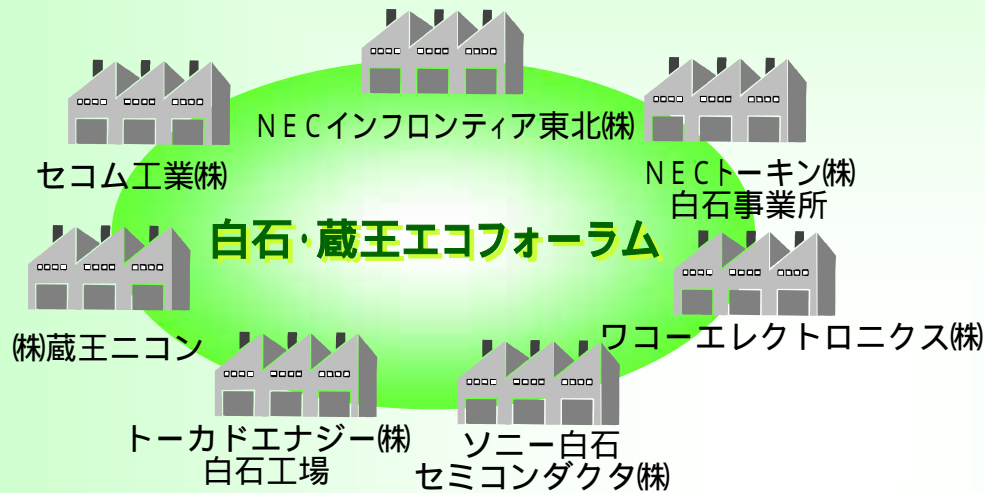 NECインフロンティア東北㈱
セコム工業㈱
NECトーキン㈱
白石事業所
白石・蔵王エコフォーラム
ワコーエレクトロニクス㈱
㈱蔵王ニコン
トーカドエナジー㈱
白石工場
ソニー白石
セミコンダクタ㈱